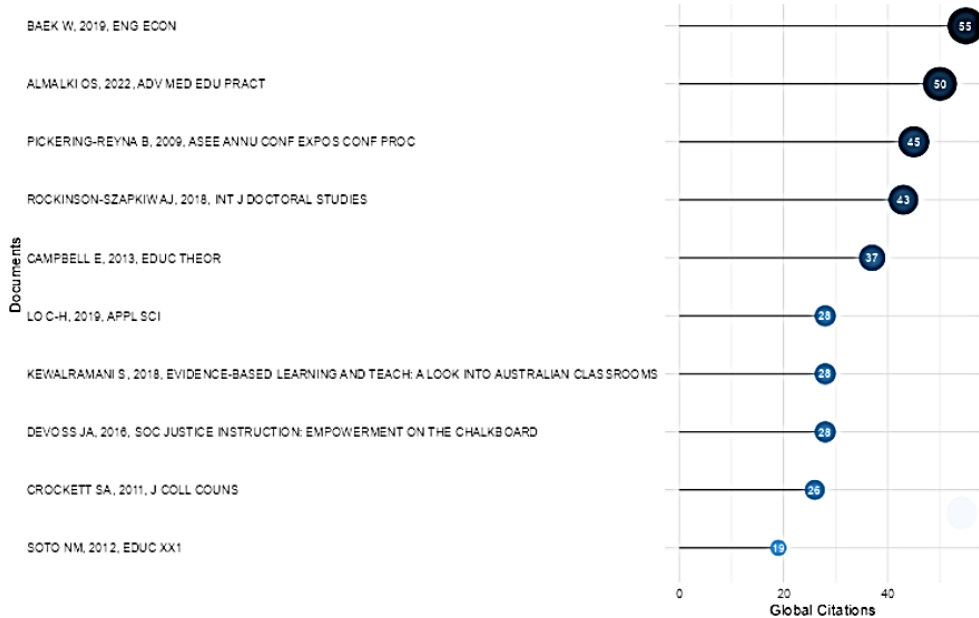 BAEK W, 2019, ENG ECON 55
ALMALKI OS, 2022, ADV MED EDU PRACT 50
PICKERING-REYNA B, 2009, ASEE ANNU CONF EXPOS CONF PROC 45
ROCKINSON-SZAPKIW AJ, 2018, INT J DOCTORAL STUDIES 43
CAMPBELL E, 2013, EDUC THEOR 37
Documents
LO C-H, 2019, APPL SCI 28
KEWALRAMANI S, 2018, EVIDENCE-BASED LEARNING AND TEACH: A LOOK INTO AUSTRALIAN CLASSROOMS 28
DEVOSS JA, 2016, SOC JUSTICE INSTRUCTION: EMPOWERMENT ON THE CHALKBOARD 28
CROCKETT SA, 2011, J COLL COUNS 26
SOTO NM, 2012, EDUC XX1 19
0 20 40
Global Citations